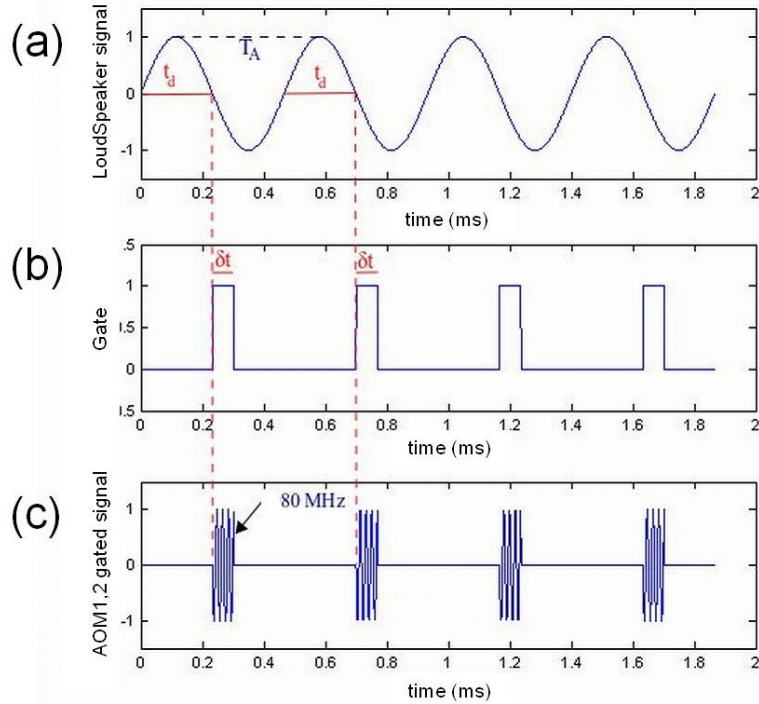 (a)
LoudSpeaker signal
1
0
-1
T_A
t_d
t_d
0 0.2 0.4 0.6 0.8 1 1.2 1.4 1.6 1.8 2
time (ms)
(b)
Gate
.5
1
.5
0
.5
δt
δt
0 0.2 0.4 0.6 0.8 1 1.2 1.4 1.6 1.8 2
time (ms)
(c)
AOM1,2 gated signal
1
0
-1
80 MHz
0 0.2 0.4 0.6 0.8 1 1.2 1.4 1.6 1.8 2
time (ms)